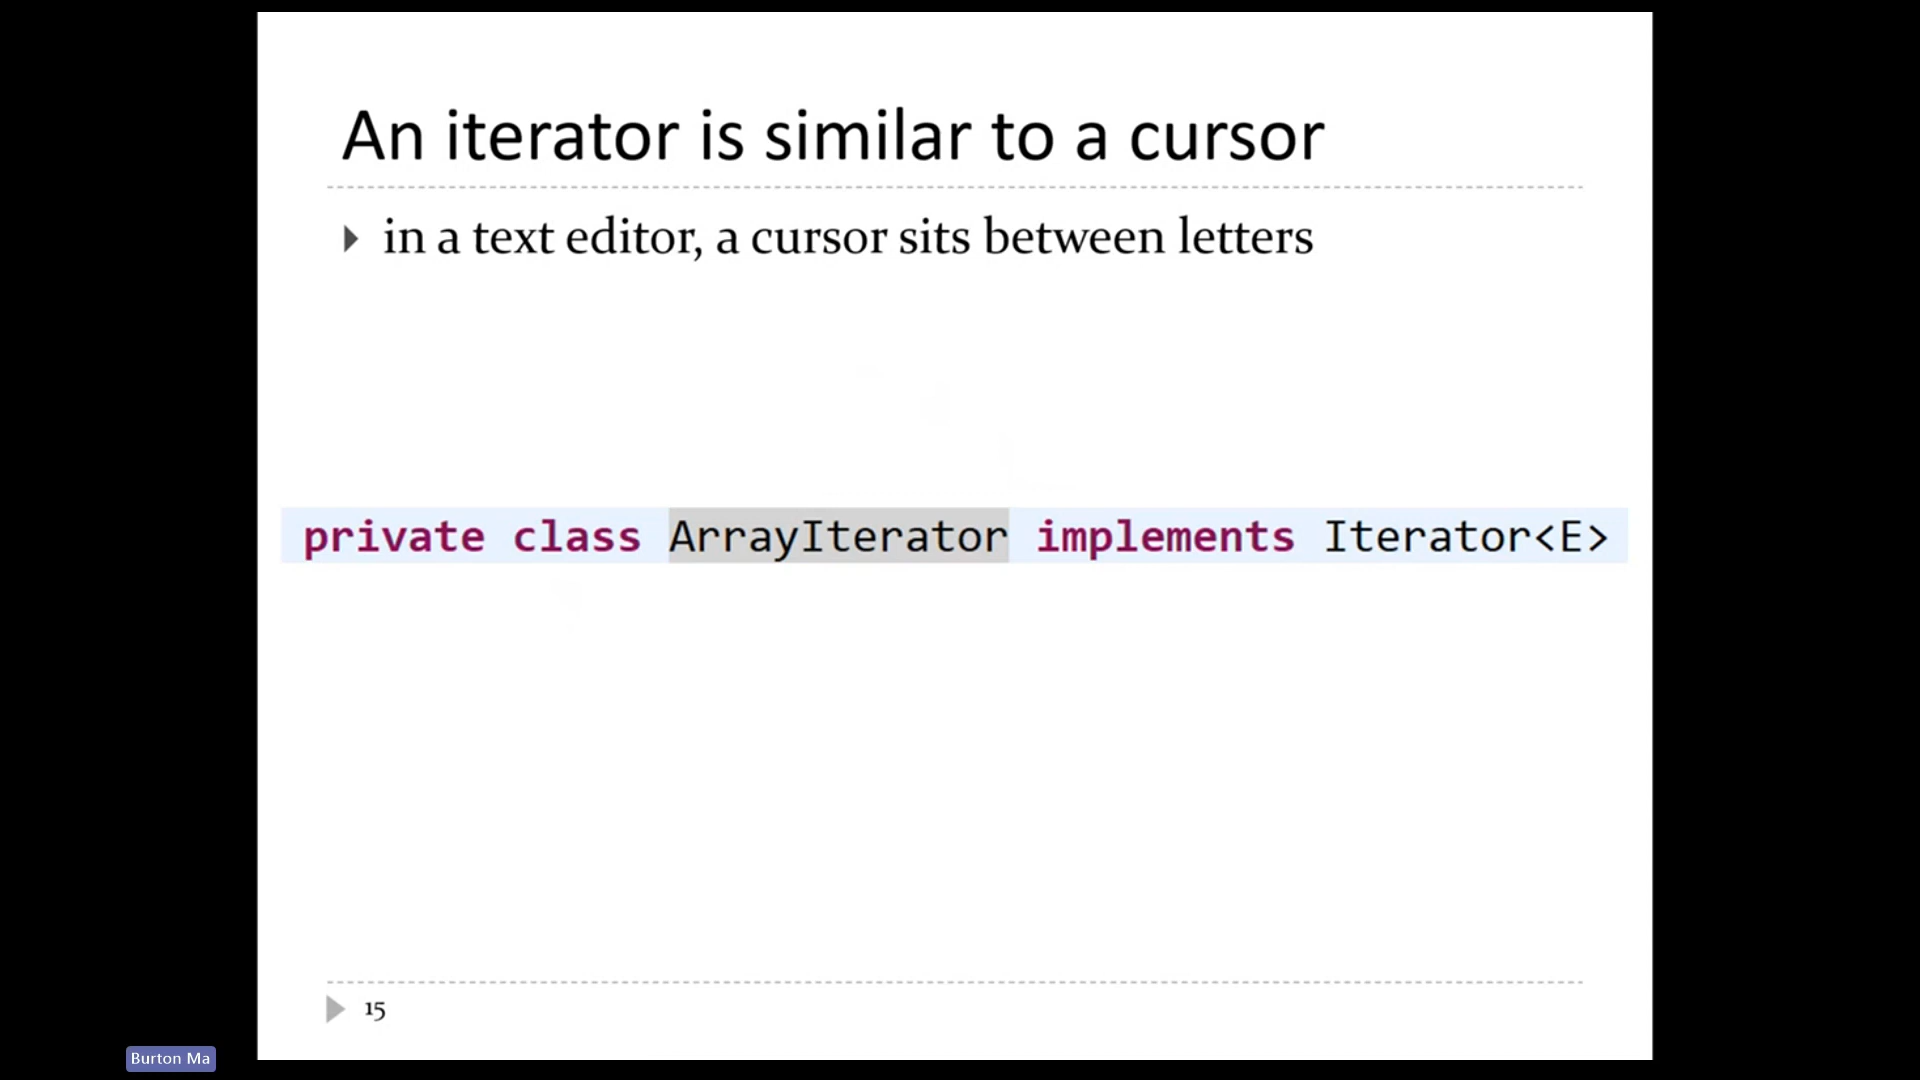 An iterator is similar to a cursor
in a text editor, a cursor sits between letters
private class ArrayIterator implements Iterator<E>
15
Burton Ma